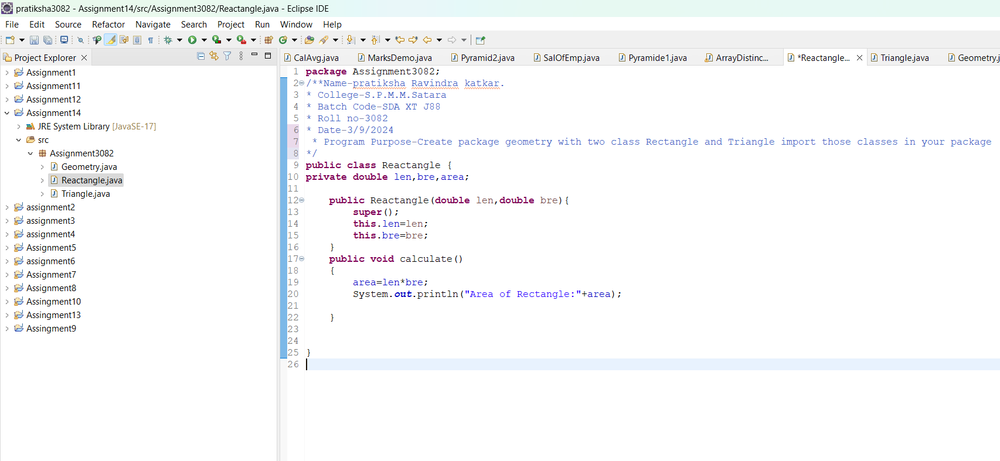 pratiksha3082 - Assignment14/src/Assignment3082/Reactangle.java - Eclipse IDE
File Edit Source Refactor Navigate Search Project Run Window Help
Project Explorer
Assignment1
Assignment11
Assignment12
Assignment14
JRE System Library [JavaSE-17]
src
Assignment3082
Geometry.java
Reactangle.java
Triangle.java
assignment2
assignment3
assignment4
Assignment5
assignment6
Assignment7
Assignment8
Assingment10
Assingment13
Assingment9
CalAvg.java MarksDemo.java Pyramid2.java SalOfEmp.java Pyramide1.java ArrayDistinc... *Reactangle... Triangle.java Geometry.j
1 package Assignment3082;
2 /**Name-pratiksha Ravindra katkar.
3 * College-S.P.M.M.Satara
4 * Batch Code-SDA XT J88
5 * Roll no-3082
6 * Date-3/9/2024
7 * Program Purpose-Create package geometry with two class Rectangle and Triangle import those classes in your package
8 */
9 public class Reactangle {
10 private double len,bre,area;
11
12 public Reactangle(double len,double bre){
13 super();
14 this.len=len;
15 this.bre=bre;
16 }
17 public void calculate()
18 {
19 area=len*bre;
20 System.out.println("Area of Rectangle:"+area);
21
22 }
23
24
25 }
26